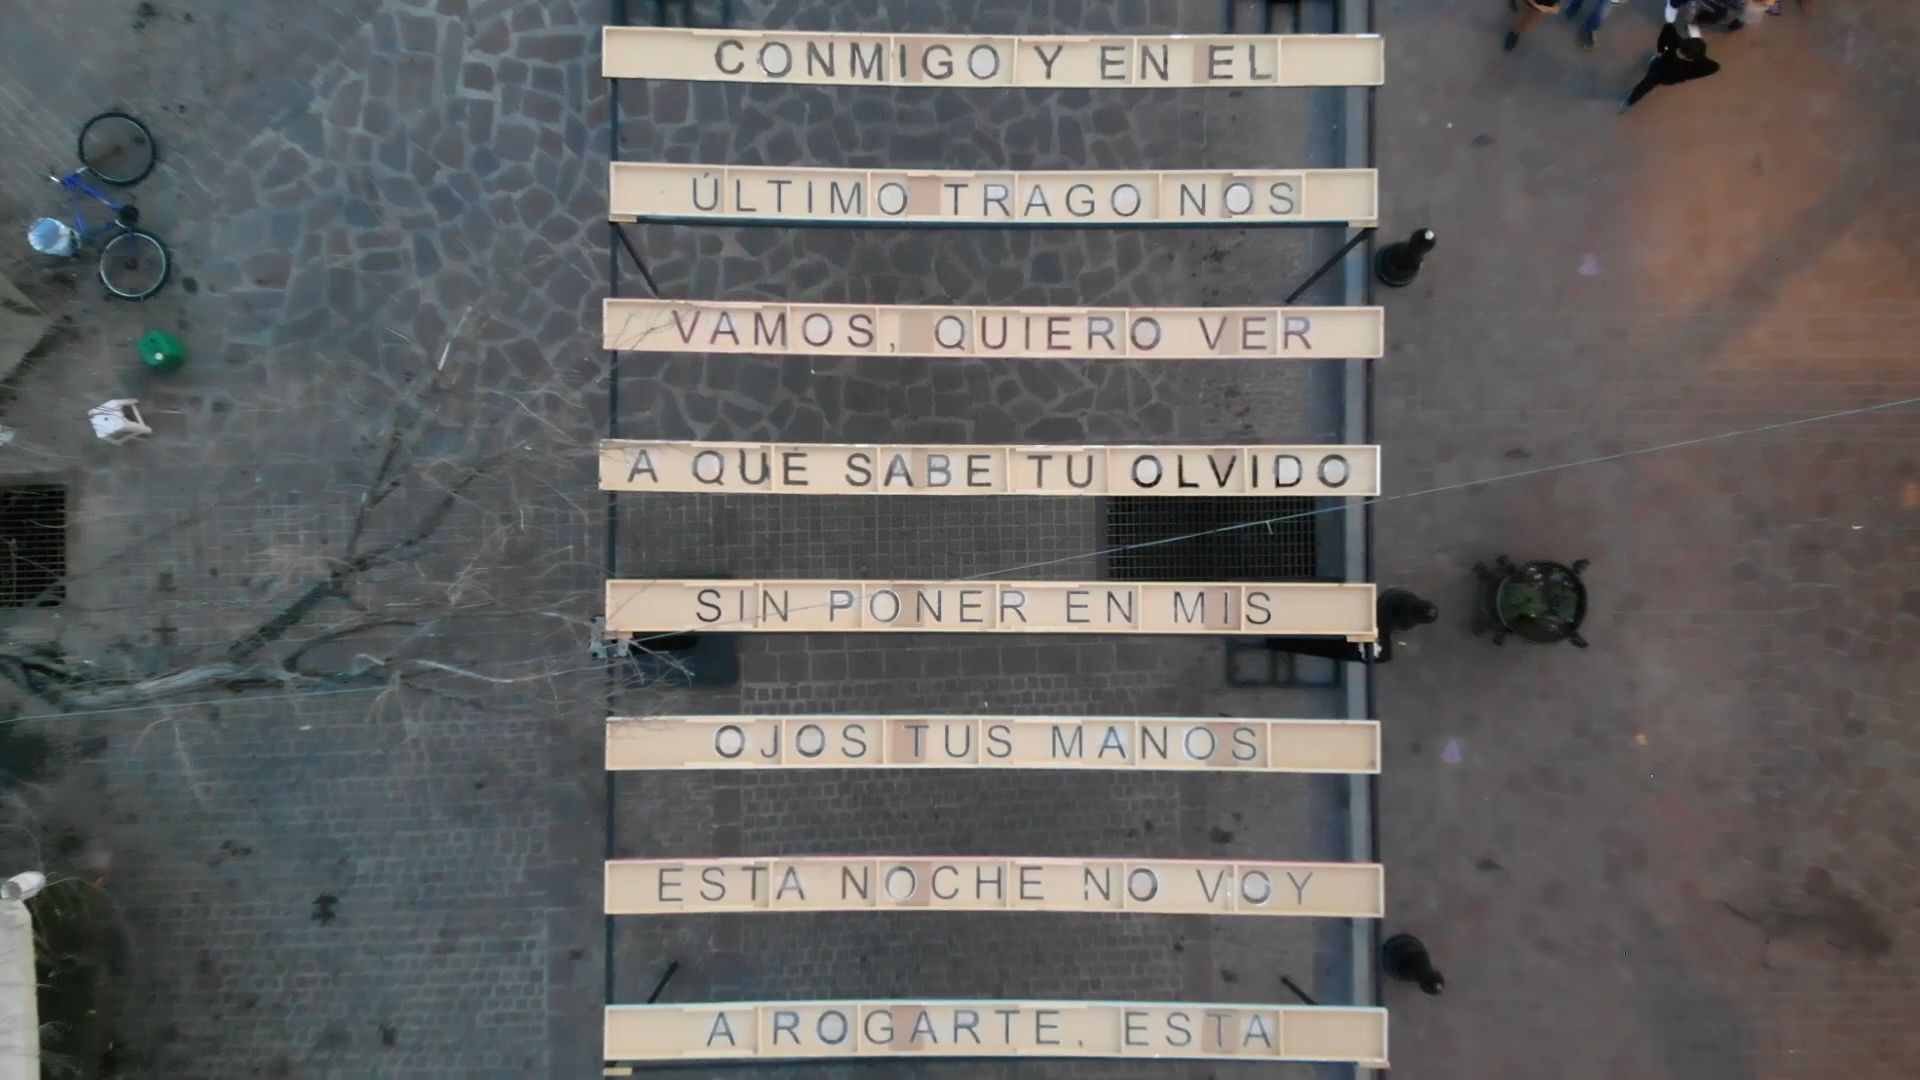 CONMIGO Y EN EL
ÚLTIMO TRAGO NOS
VAMOS, QUIERO VER
A QUÉ SABE TU OLVIDO
SIN PONER EN MIS
OJOS TUS MANOS
ESTA NOCHE NO VOY
A ROGARTE, ESTA